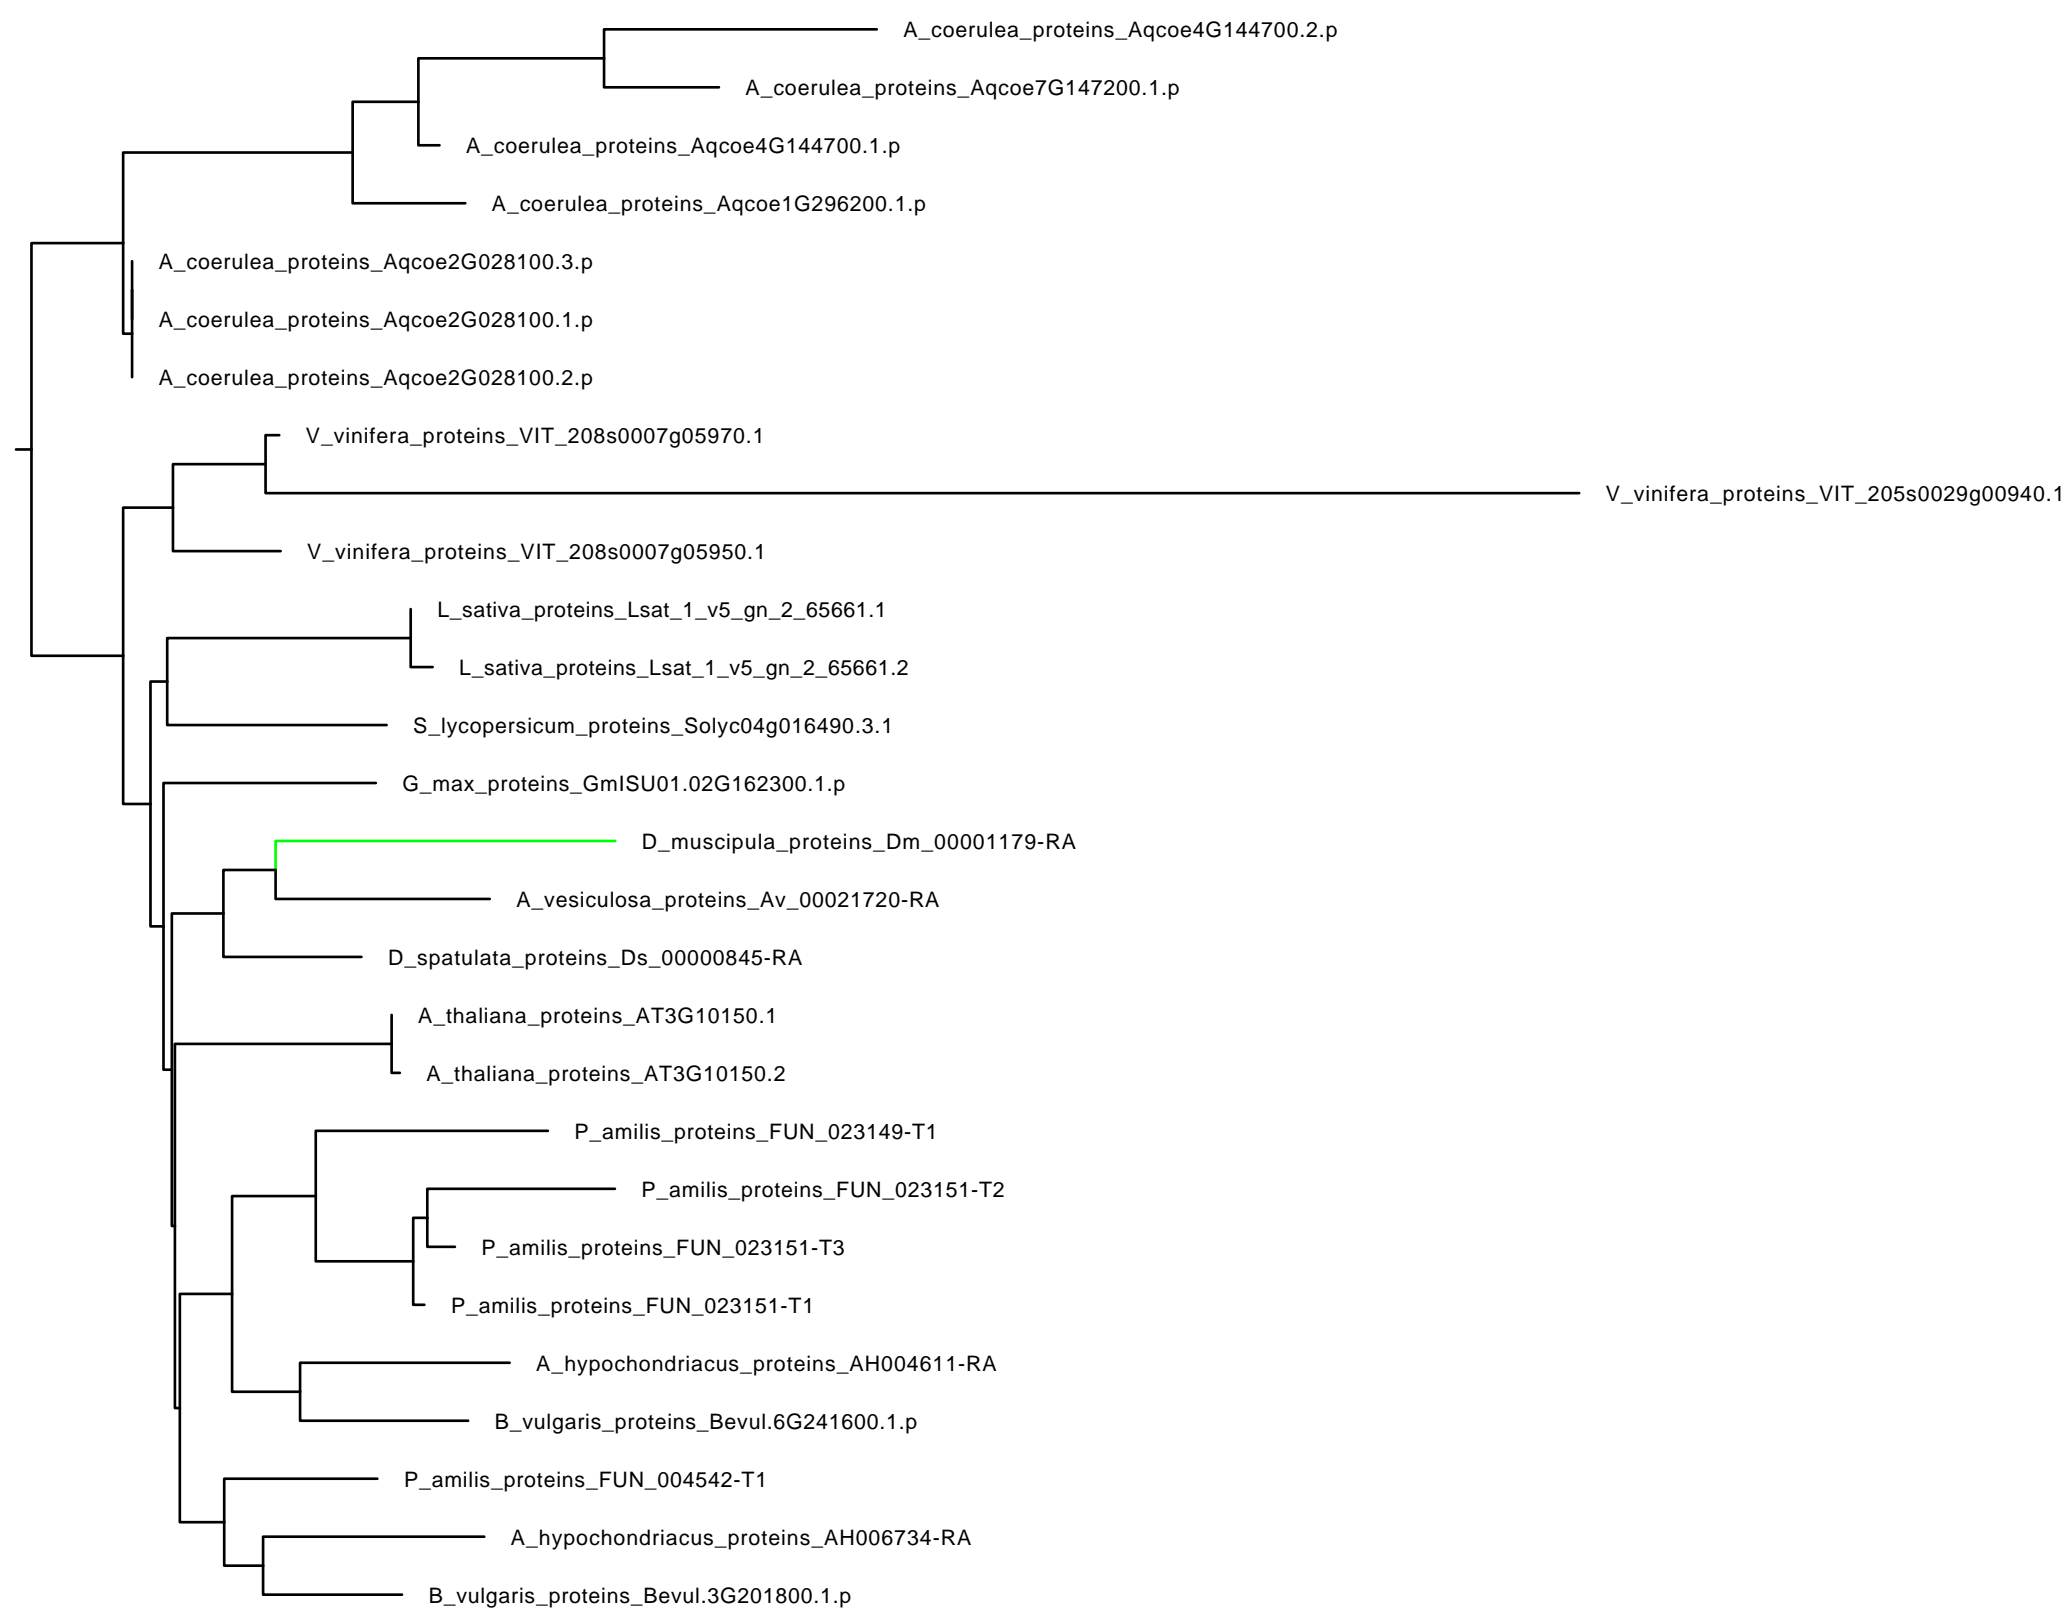 A_coerulea_proteins_Aqcoe4G144700.2.p
A_coerulea_proteins_Aqcoe7G147200.1.p
A_coerulea_proteins_Aqcoe4G144700.1.p
A_coerulea_proteins_Aqcoe1G296200.1.p
A_coerulea_proteins_Aqcoe2G028100.3.p
A_coerulea_proteins_Aqcoe2G028100.1.p
A_coerulea_proteins_Aqcoe2G028100.2.p
V_vinifera_proteins_VIT_208s0007g05970.1
V_vinifera_proteins_VIT_205s0029g00940.1
V_vinifera_proteins_VIT_208s0007g05950.1
L_sativa_proteins_Lsat_1_v5_gn_2_65661.1
L_sativa_proteins_Lsat_1_v5_gn_2_65661.2
S_lycopersicum_proteins_Solyc04g016490.3.1
G_max_proteins_GmISU01.02G162300.1.p
D_muscipula_proteins_Dm_00001179-RA
A_vesiculosa_proteins_Av_00021720-RA
D_spatulata_proteins_Ds_00000845-RA
A_thaliana_proteins_AT3G10150.1
A_thaliana_proteins_AT3G10150.2
P_amilis_proteins_FUN_023149-T1
P_amilis_proteins_FUN_023151-T2
P_amilis_proteins_FUN_023151-T3
P_amilis_proteins_FUN_023151-T1
A_hypochondriacus_proteins_AH004611-RA
B_vulgaris_proteins_Bevul.6G241600.1.p
P_amilis_proteins_FUN_004542-T1
A_hypochondriacus_proteins_AH006734-RA
B_vulgaris_proteins_Bevul.3G201800.1.p